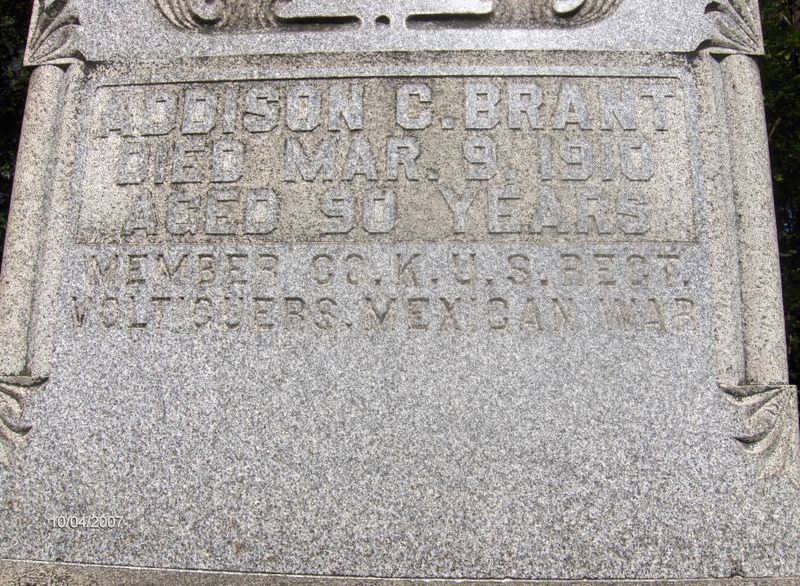 ADDISON C. BRANT
DIED MAR. 9, 1910
AGED 90 YEARS
MEMBER CO. K. U. S. REGT.
VOLTIGUERS. MEXICAN WAR
10/04/2007